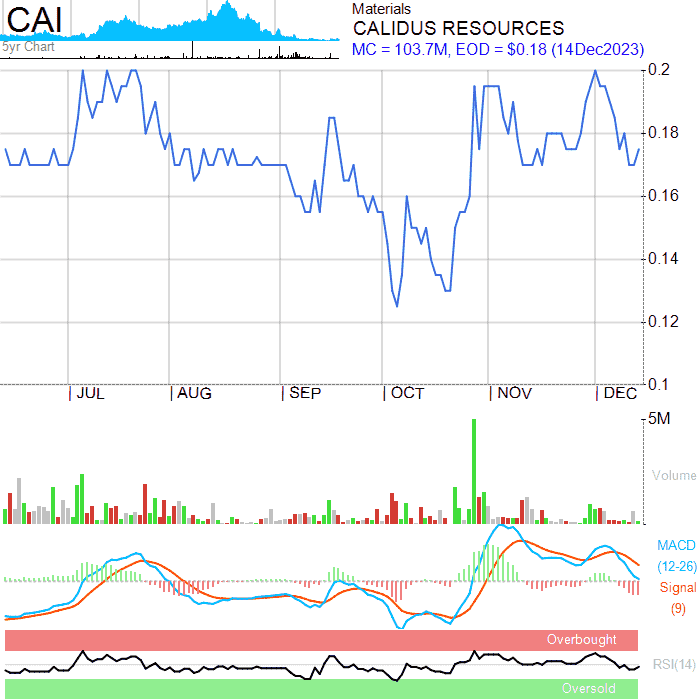 CAI
5yr Chart
Materials
CALIDUS RESOURCES
MC = 103.7M, EOD = $0.18 (14Dec2023)
0.2
0.18
0.16
0.14
0.12
0.1
JUL AUG SEP OCT NOV DEC
5M
Volume
MACD
(12-26)
Signal
(9)
Overbought
RSI(14)
Oversold